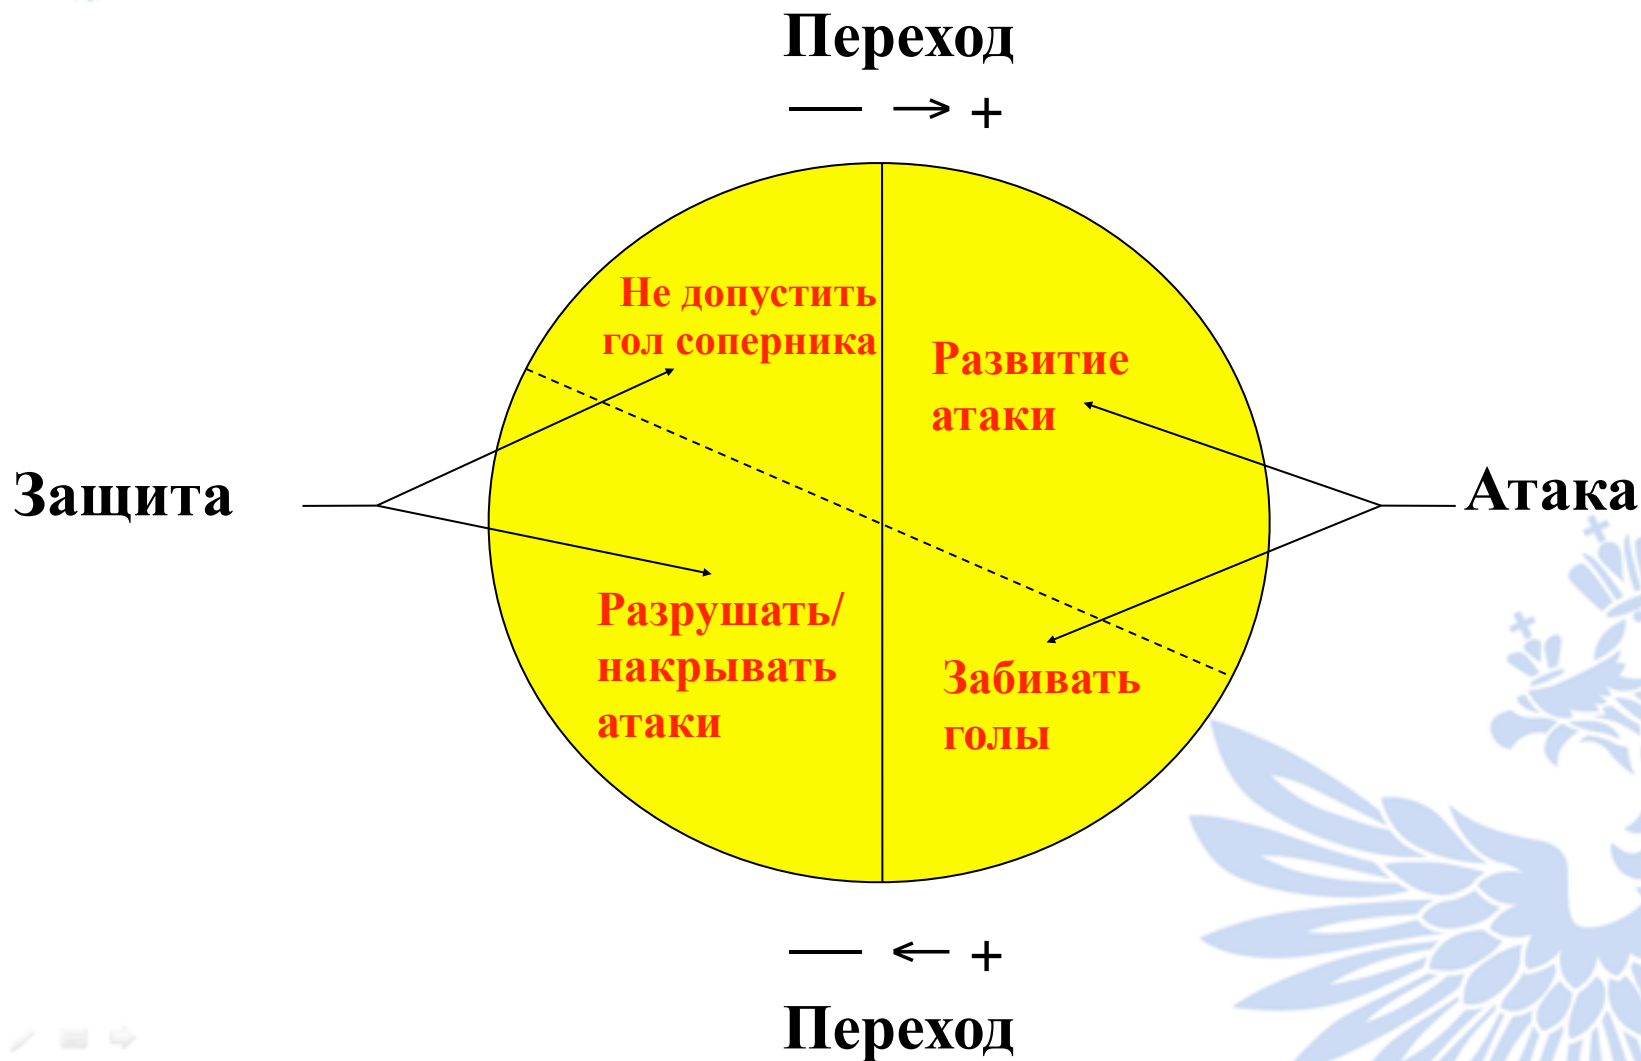 Переход
— → +
Не допустить
гол соперника
Развитие
атаки
Защита
Атака
Разрушать/
накрывать
атаки
Забивать
голы
— ← +
Переход